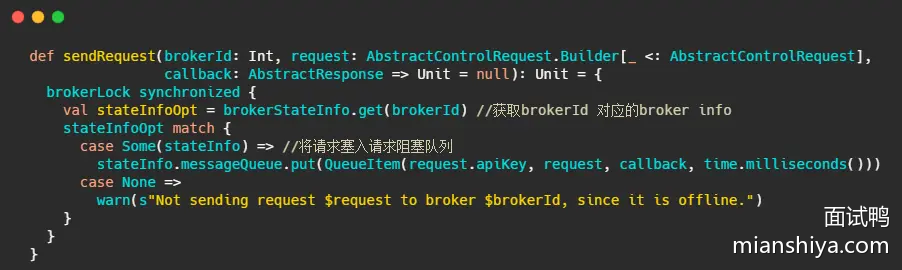 def sendRequest(brokerId: Int, request: AbstractControlRequest.Builder[_ <: AbstractControlRequest],
                callback: AbstractResponse => Unit = null): Unit = {
  brokerLock synchronized {
    val stateInfoOpt = brokerStateInfo.get(brokerId) //获取brokerId 对应的broker info
    stateInfoOpt match {
      case Some(stateInfo) => //将请求塞入请求阻塞队列
        stateInfo.messageQueue.put(QueueItem(request.apiKey, request, callback, time.milliseconds()))
      case None =>
        warn(s"Not sending request $request to broker $brokerId, since it is offline.")
    }
  }
}
面试鸭
mianshiya.com